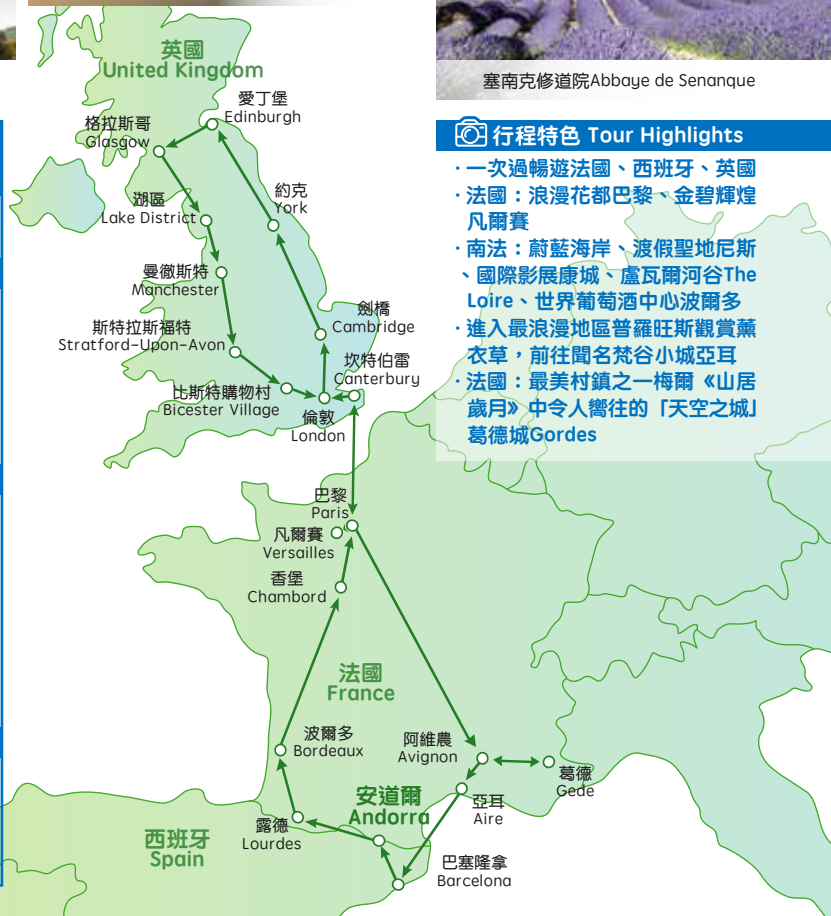 塞南克修道院Abbaye de Senanque
行程特色 Tour Highlights
·一次過暢遊法國、西班牙、英國
·法國：浪漫花都巴黎、金碧輝煌
凡爾賽
·南法：蔚藍海岸、渡假聖地尼斯
、國際影展康城、盧瓦爾河谷The
Loire、世界葡萄酒中心波爾多
·進入最浪漫地區普羅旺斯觀賞薰
衣草，前往聞名梵谷小城亞耳
·法國：最美村鎮之一梅爾《山居
歲月》中令人嚮往的「天空之城」
葛德城Gordes
英國
United Kingdom
愛丁堡
Edinburgh
格拉斯哥
Glasgow
約克
York
湖區
Lake District
曼徹斯特
Manchester
劍橋
Cambridge
斯特拉斯福特
Stratford-Upon-Avon
坎特伯雷
Canterbury
比斯特購物村
Bicester Village
倫敦
London
巴黎
Paris
凡爾賽
Versailles
香堡
Chambord
法國
France
波爾多
Bordeaux
阿維農
Avignon
葛德
Gede
安道爾
Andorra
亞耳
Aire
露德
Lourdes
西班牙
Spain
巴塞隆拿
Barcelona